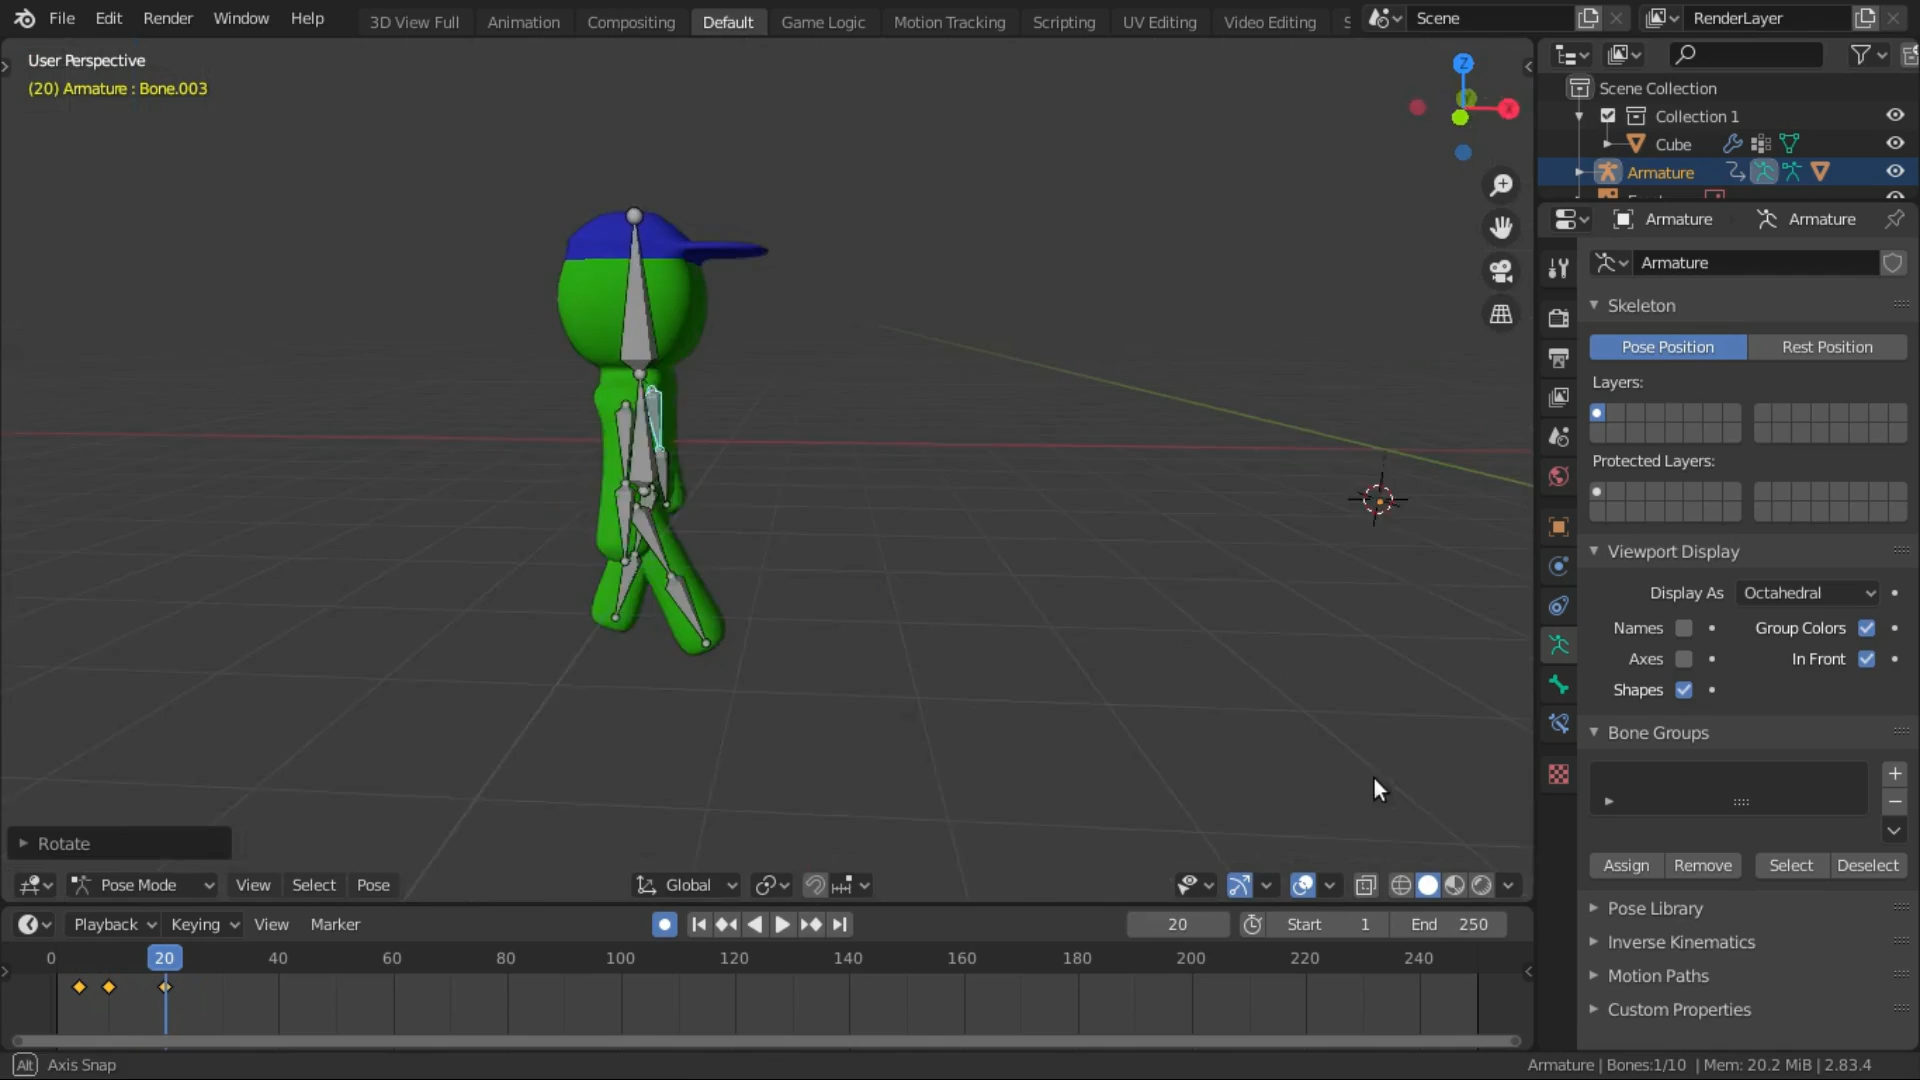 File Edit Render Window Help 3D View Full Animation Compositing Default Game Logic Motion Tracking Scripting UV Editing Video Editing Scene RenderLayer
User Perspective
(20) Armature : Bone.003
Z
X
Scene Collection
Collection 1
Cube
Armature
Armature Armature
Armature
Skeleton
Pose Position Rest Position
Layers:
Protected Layers:
Viewport Display
Display As Octahedral
Names Group Colors
Axes In Front
Shapes
Bone Groups
Assign Remove Select Deselect
Pose Library
Inverse Kinematics
Motion Paths
Custom Properties
Rotate
Pose Mode View Select Pose Global
Playback Keying View Marker 20 Start 1 End 250
0 20 40 60 80 100 120 140 160 180 200 220 240
Alt Axis Snap Armature | Bones:1/10 | Mem: 20.2 MiB | 2.83.4